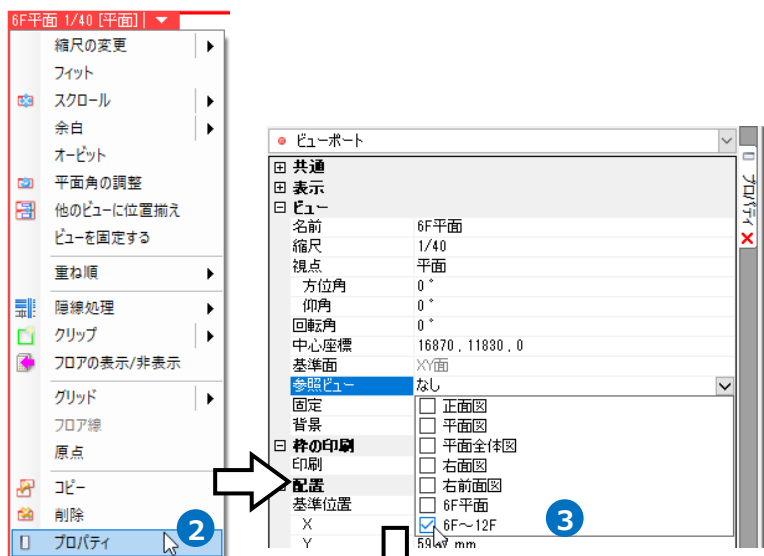 6F平面 1/40 [平面]
縮尺の変更
フィット
スクロール
余白
オービット
平面角の調整
他のビューに位置揃え
ビューを固定する
重ね順
隠線処理
クリップ
フロアの表示/非表示
グリッド
フロア線
原点
コピー
削除
プロパティ
2
ビューポート
共通
表示
ビュー
名前 6F平面
縮尺 1/40
視点 平面
方位角 0 °
仰角 0 °
回転角 0 °
中心座標 16870 , 11830 , 0
基準面 XY面
参照ビュー なし
固定 正面図
背景 平面図
枠の印刷 平面全体図
印刷 右面図
配置 右前面図
基準位置 6F平面
X 6F～12F
Y mm
3
プロパティ